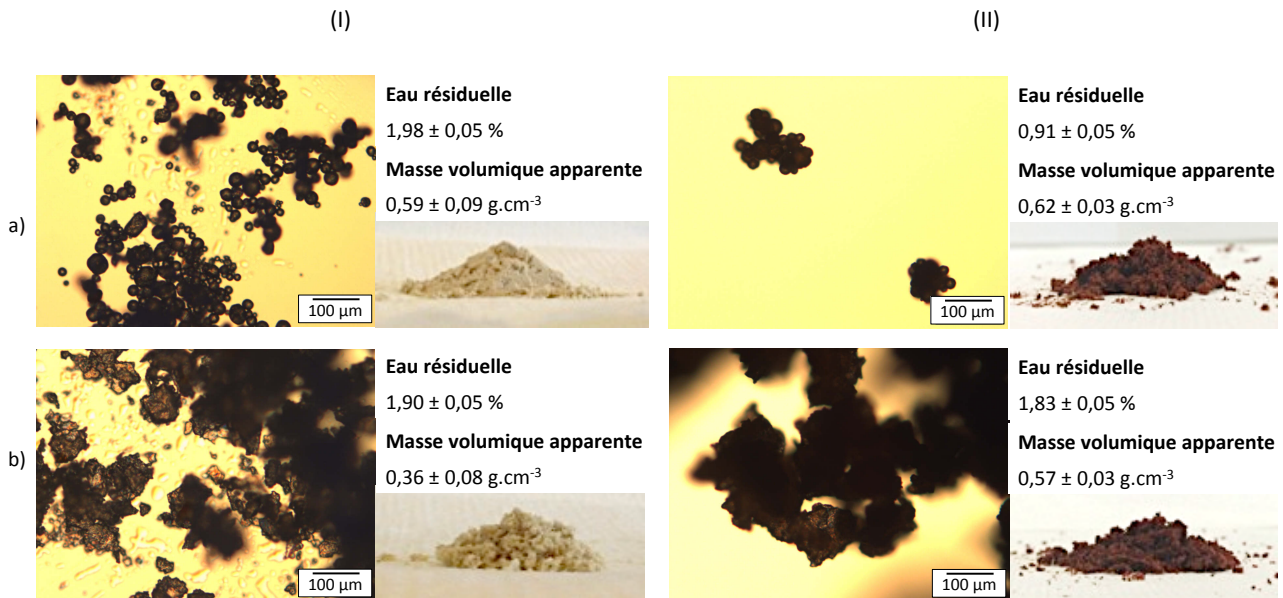 (I)
(II)
a)
Eau résiduelle
1,98 ± 0,05 %
Masse volumique apparente
0,59 ± 0,09 g.cm-3
100 µm
Eau résiduelle
0,91 ± 0,05 %
Masse volumique apparente
0,62 ± 0,03 g.cm-3
100 µm
b)
Eau résiduelle
1,90 ± 0,05 %
Masse volumique apparente
0,36 ± 0,08 g.cm-3
100 µm
Eau résiduelle
1,83 ± 0,05 %
Masse volumique apparente
0,57 ± 0,03 g.cm-3
100 µm